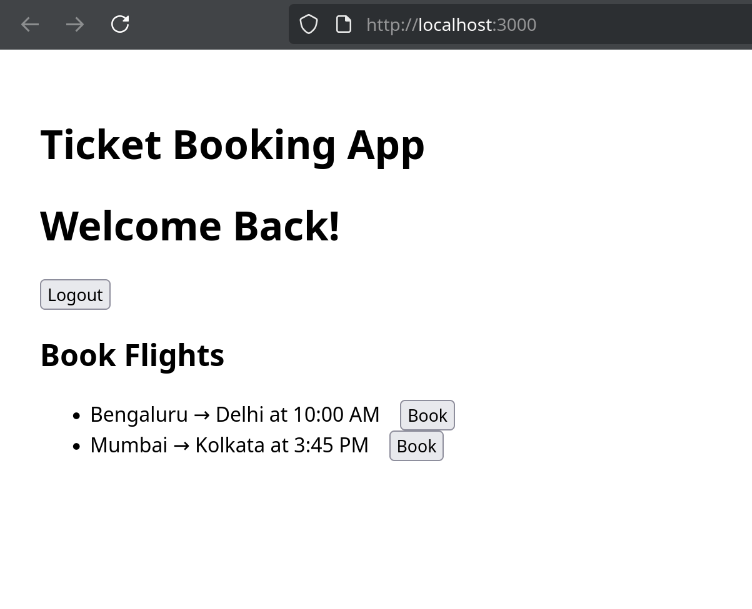 http://localhost:3000
Ticket Booking App
Welcome Back!
Logout
Book Flights
• Bengaluru → Delhi at 10:00 AM Book
• Mumbai → Kolkata at 3:45 PM Book